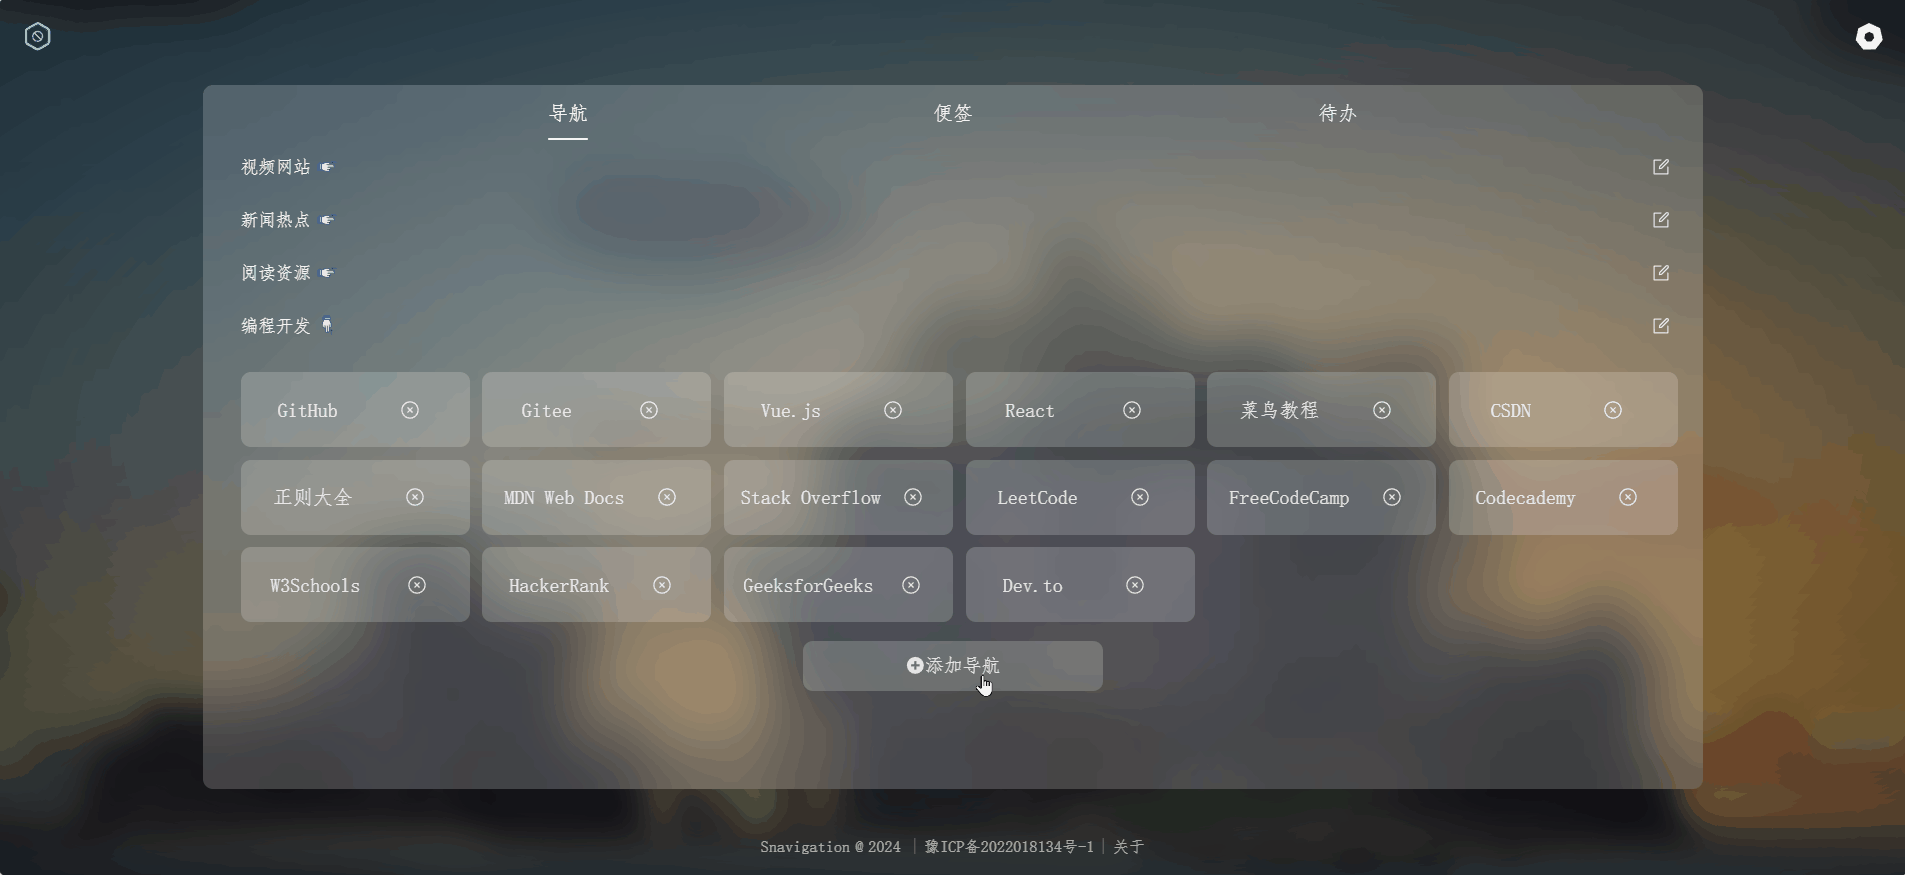 导航 便签 待办
视频网站
新闻热点
阅读资源
编程开发
GitHub Gitee Vue.js React 菜鸟教程 CSDN
正则大全 MDN Web Docs Stack Overflow LeetCode FreeCodeCamp Codecademy
W3Schools HackerRank GeeksforGeeks Dev.to
添加导航
Snavigation @ 2024 | 豫ICP备2022018134号-1 | 关于